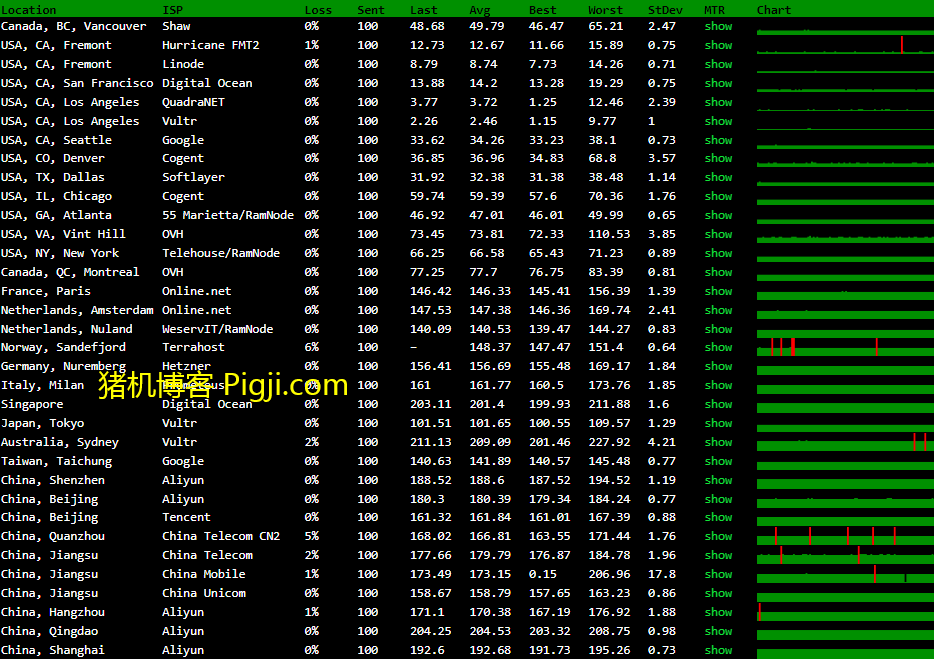 Location ISP Loss Sent Last Avg Best Worst StDev MTR Chart
Canada, BC, Vancouver Shaw 0% 100 48.68 49.79 46.47 65.21 2.47 show
USA, CA, Fremont Hurricane FMT2 1% 100 12.73 12.67 11.66 15.89 0.75 show
USA, CA, Fremont Linode 0% 100 8.79 8.74 7.73 14.26 0.71 show
USA, CA, San Francisco Digital Ocean 0% 100 13.88 14.2 13.28 19.29 0.75 show
USA, CA, Los Angeles QuadraNET 0% 100 3.77 3.72 1.25 12.46 2.39 show
USA, CA, Los Angeles Vultr 0% 100 2.26 2.46 1.15 9.77 1 show
USA, CA, Seattle Google 0% 100 33.62 34.26 33.23 38.1 0.73 show
USA, CO, Denver Cogent 0% 100 36.85 36.96 34.83 68.8 3.57 show
USA, TX, Dallas Softlayer 0% 100 31.92 32.38 31.38 38.48 1.14 show
USA, IL, Chicago Cogent 0% 100 59.74 59.39 57.6 70.36 1.76 show
USA, GA, Atlanta 55 Marietta/RamNode 0% 100 46.92 47.01 46.01 49.99 0.65 show
USA, VA, Vint Hill OVH 0% 100 73.45 73.81 72.33 110.53 3.85 show
USA, NY, New York Telehouse/RamNode 0% 100 66.25 66.58 65.43 71.23 0.89 show
Canada, QC, Montreal OVH 0% 100 77.25 77.7 76.75 83.39 0.81 show
France, Paris Online.net 0% 100 146.42 146.33 145.41 156.39 1.39 show
Netherlands, Amsterdam Online.net 0% 100 147.53 147.38 146.36 169.74 2.41 show
Netherlands, Nuland WeservIT/RamNode 0% 100 140.09 140.53 139.47 144.27 0.83 show
Norway, Sandefjord Terrahost 6% 100 – 148.37 147.47 151.4 0.64 show
Germany, Nuremberg Hetzner 0% 100 156.41 156.69 155.48 169.17 1.84 show
Italy, Milan 0% 100 161 161.77 160.5 173.76 1.85 show
猪机博客 Pigji.com
Singapore Digital Ocean 0% 100 203.11 201.4 199.93 211.88 1.6 show
Japan, Tokyo Vultr 0% 100 101.51 101.65 100.55 109.57 1.29 show
Australia, Sydney Vultr 2% 100 211.13 209.09 201.46 227.92 4.21 show
Taiwan, Taichung Google 0% 100 140.63 141.89 140.57 145.48 0.77 show
China, Shenzhen Aliyun 0% 100 188.52 188.6 187.52 194.52 1.19 show
China, Beijing Aliyun 0% 100 180.3 180.39 179.34 184.24 0.77 show
China, Beijing Tencent 0% 100 161.32 161.84 161.01 167.39 0.88 show
China, Quanzhou China Telecom CN2 5% 100 168.02 166.81 163.55 171.44 1.76 show
China, Jiangsu China Telecom 2% 100 177.66 179.79 176.87 184.78 1.96 show
China, Jiangsu China Mobile 1% 100 173.49 173.15 0.15 206.96 17.8 show
China, Jiangsu China Unicom 0% 100 158.67 158.79 157.65 163.23 0.86 show
China, Hangzhou Aliyun 1% 100 171.1 170.38 167.19 176.92 1.88 show
China, Qingdao Aliyun 0% 100 204.25 204.53 203.32 208.75 0.98 show
China, Shanghai Aliyun 0% 100 192.6 192.68 191.73 195.26 0.73 show